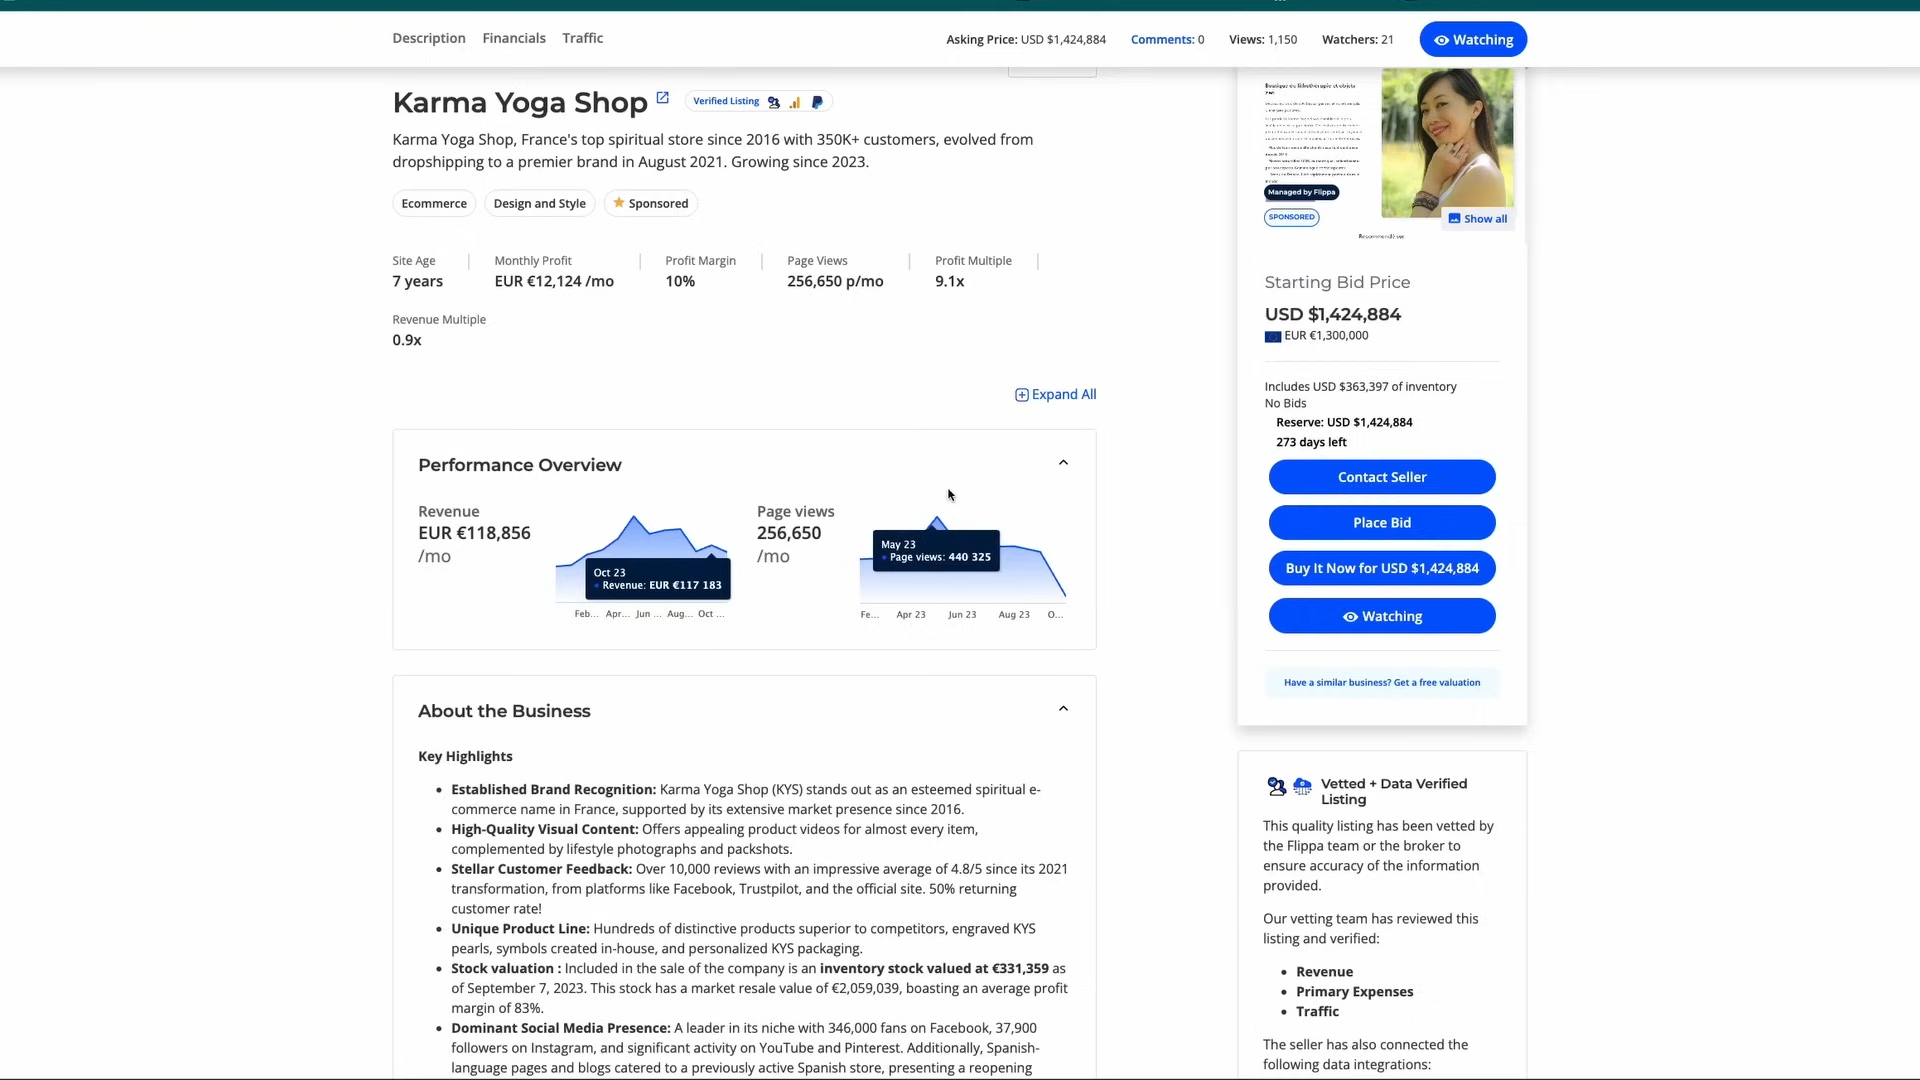 Description Financials Traffic
Asking Price: USD $1,424,884 Comments: 0 Views: 1,150 Watchers: 21 Watching
Karma Yoga Shop Verified Listing
Karma Yoga Shop, France's top spiritual store since 2016 with 350K+ customers, evolved from
dropshipping to a premier brand in August 2021. Growing since 2023.
Ecommerce Design and Style Sponsored
Site Age Monthly Profit Profit Margin Page Views Profit Multiple
7 years EUR €12,124 /mo 10% 256,650 p/mo 9.1x
Revenue Multiple
0.9x
Expand All
Performance Overview
Revenue
EUR €118,856
/mo
Oct 23
Revenue: EUR €117 183
Feb... Apr... Jun ... Aug... Oct ...
Page views
256,650
/mo
May 23
Page views: 440 325
Fe... Apr 23 Jun 23 Aug 23 O...
About the Business
Key Highlights
• Established Brand Recognition: Karma Yoga Shop (KYS) stands out as an esteemed spiritual e-
commerce name in France, supported by its extensive market presence since 2016.
• High-Quality Visual Content: Offers appealing product videos for almost every item,
complemented by lifestyle photographs and packshots.
• Stellar Customer Feedback: Over 10,000 reviews with an impressive average of 4.8/5 since its 2021
transformation, from platforms like Facebook, Trustpilot, and the official site. 50% returning
customer rate!
• Unique Product Line: Hundreds of distinctive products superior to competitors, engraved KYS
pearls, symbols created in-house, and personalized KYS packaging.
• Stock valuation : Included in the sale of the company is an inventory stock valued at €331,359 as
of September 7, 2023. This stock has a market resale value of €2,059,039, boasting an average profit
margin of 83%.
• Dominant Social Media Presence: A leader in its niche with 346,000 fans on Facebook, 37,900
followers on Instagram, and significant activity on YouTube and Pinterest. Additionally, Spanish-
language pages and blogs catered to a previously active Spanish store, presenting a reopening
Boutique de lithothérapie et objets
Managed by Flippa
SPONSORED
Show all
Starting Bid Price
USD $1,424,884
EUR €1,300,000
Includes USD $363,397 of inventory
No Bids
Reserve: USD $1,424,884
273 days left
Contact Seller
Place Bid
Buy It Now for USD $1,424,884
Watching
Have a similar business? Get a free valuation
Vetted + Data Verified
Listing
This quality listing has been vetted by
the Flippa team or the broker to
ensure accuracy of the information
provided.
Our vetting team has reviewed this
listing and verified:
• Revenue
• Primary Expenses
• Traffic
The seller has also connected the
following data integrations: